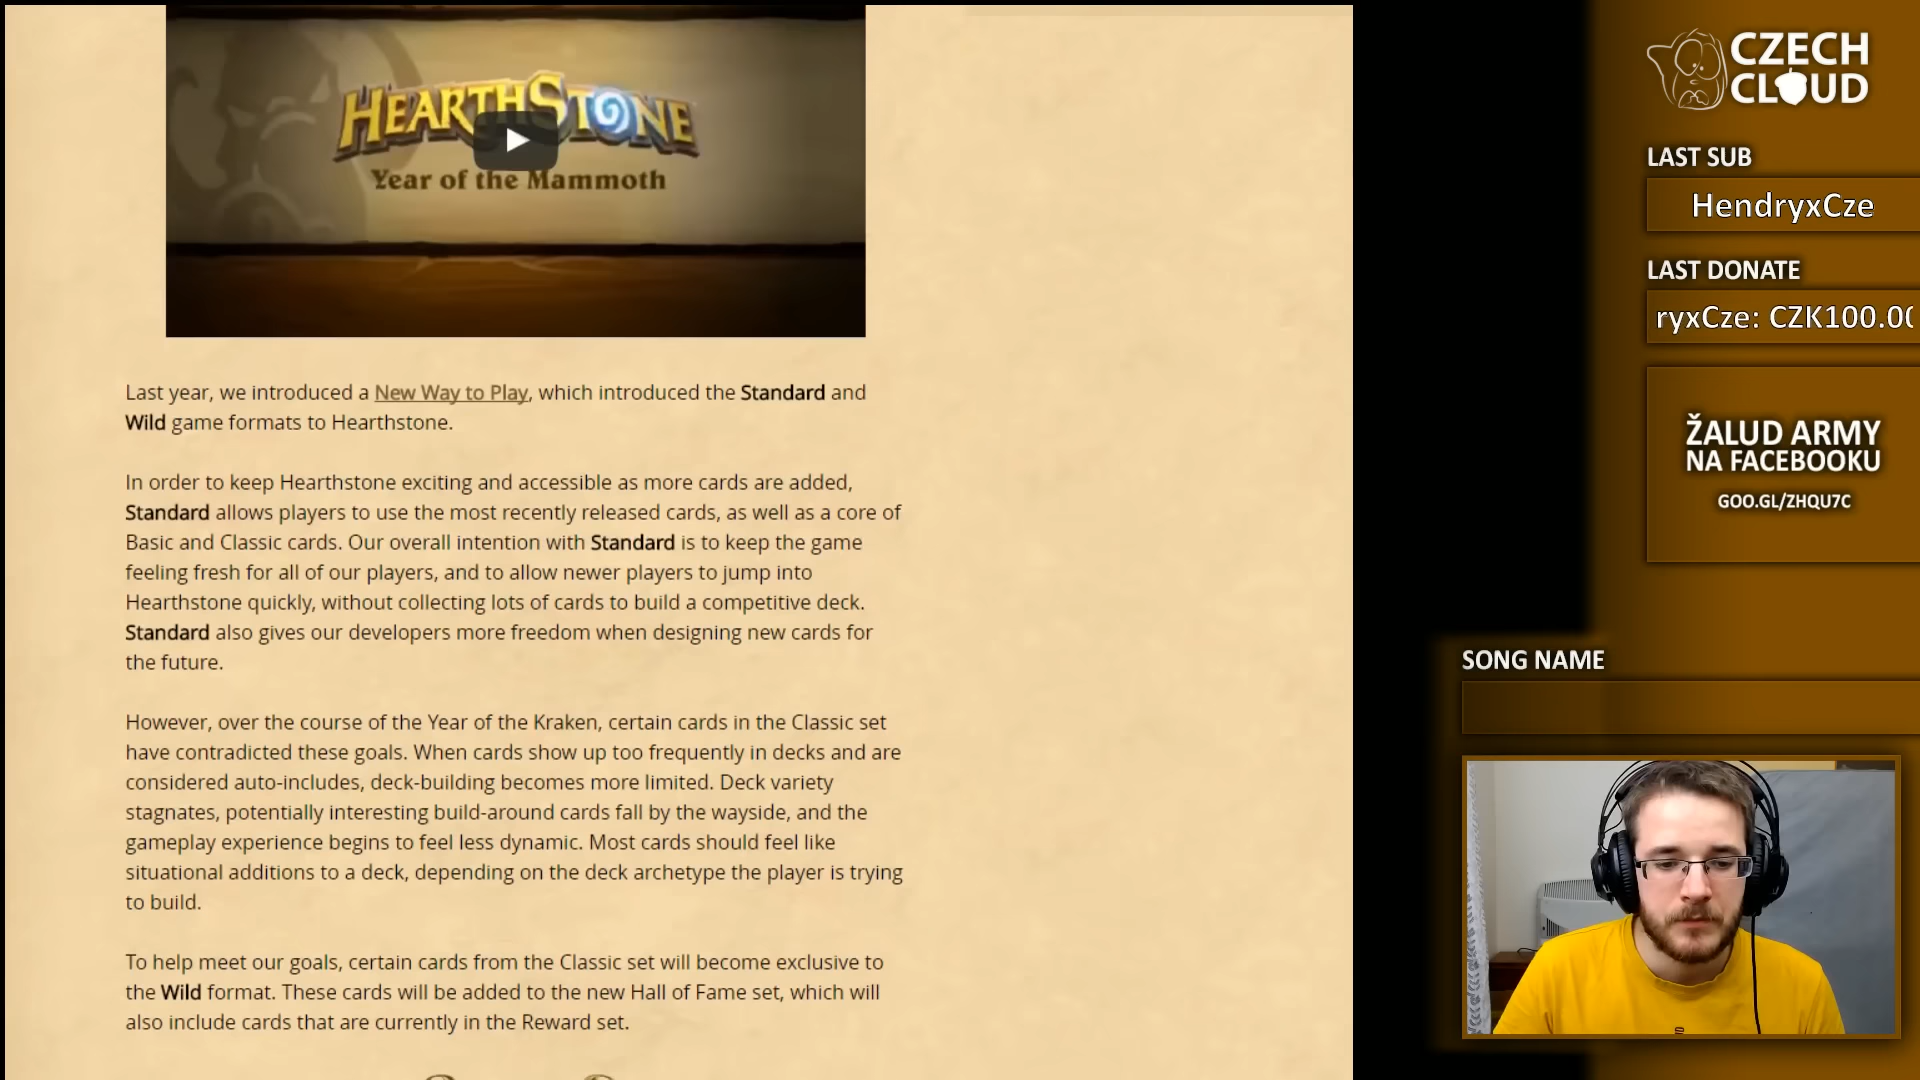 HEARTHSTONE
Year of the Mammoth
Last year, we introduced a New Way to Play, which introduced the Standard and
Wild game formats to Hearthstone.
In order to keep Hearthstone exciting and accessible as more cards are added,
Standard allows players to use the most recently released cards, as well as a core of
Basic and Classic cards. Our overall intention with Standard is to keep the game
feeling fresh for all of our players, and to allow newer players to jump into
Hearthstone quickly, without collecting lots of cards to build a competitive deck.
Standard also gives our developers more freedom when designing new cards for
the future.
However, over the course of the Year of the Kraken, certain cards in the Classic set
have contradicted these goals. When cards show up too frequently in decks and are
considered auto-includes, deck-building becomes more limited. Deck variety
stagnates, potentially interesting build-around cards fall by the wayside, and the
gameplay experience begins to feel less dynamic. Most cards should feel like
situational additions to a deck, depending on the deck archetype the player is trying
to build.
To help meet our goals, certain cards from the Classic set will become exclusive to
the Wild format. These cards will be added to the new Hall of Fame set, which will
also include cards that are currently in the Reward set.
CZECH
CLOUD
LAST SUB
HendryxCze
LAST DONATE
ryxCze: CZK100.00
ŽALUD ARMY
NA FACEBOOKU
GOO.GL/ZHQU7C
SONG NAME